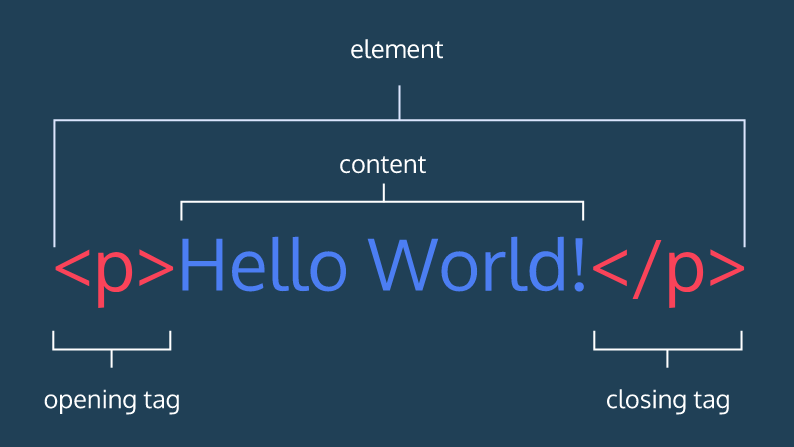 element
content
<p>Hello World!</p>
opening tag
closing tag